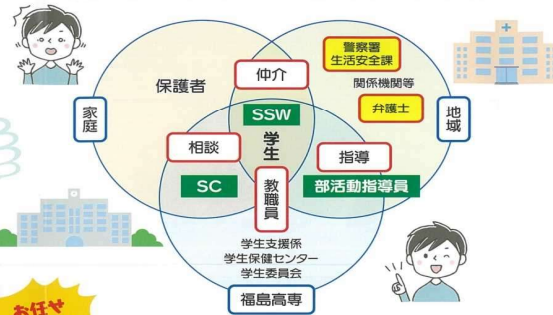 警察署
生活安全課
仲介
関係機関等
保護者
弁護士
家庭
地域
SSW
学生
相談
指導
SC
教職員
部活動指導員
学生支援係
学生保健センター
学生委員会
福島高専
お任せ